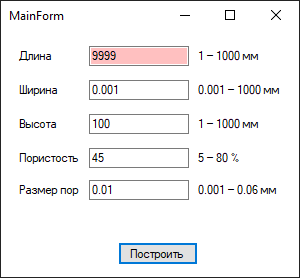 MainForm
Длина 9999 1 – 1000 мм
Ширина 0.001 0.001 – 1000 мм
Высота 100 1 – 1000 мм
Пористость 45 5 – 80 %
Размер пор 0.01 0.001 – 0.06 мм
Построить